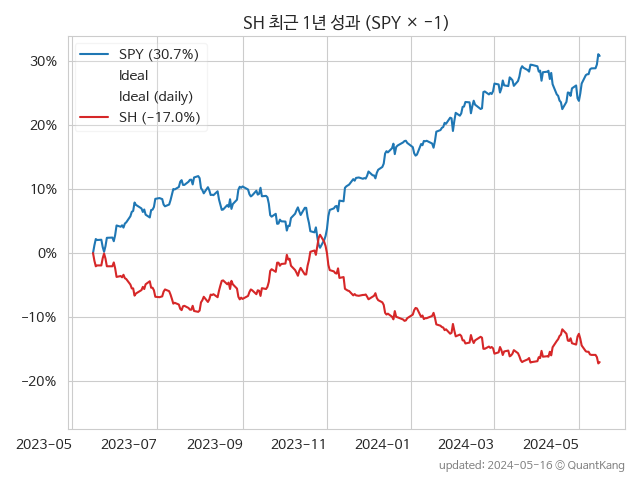 SH 최근 1년 성과 (SPY × −1)
SPY (30.7%)
Ideal
Ideal (daily)
SH (−17.0%)
30%
20%
10%
0%
−10%
−20%
2023−05 2023−07 2023−09 2023−11 2024−01 2024−03 2024−05
updated: 2024−05−16 © QuantKang